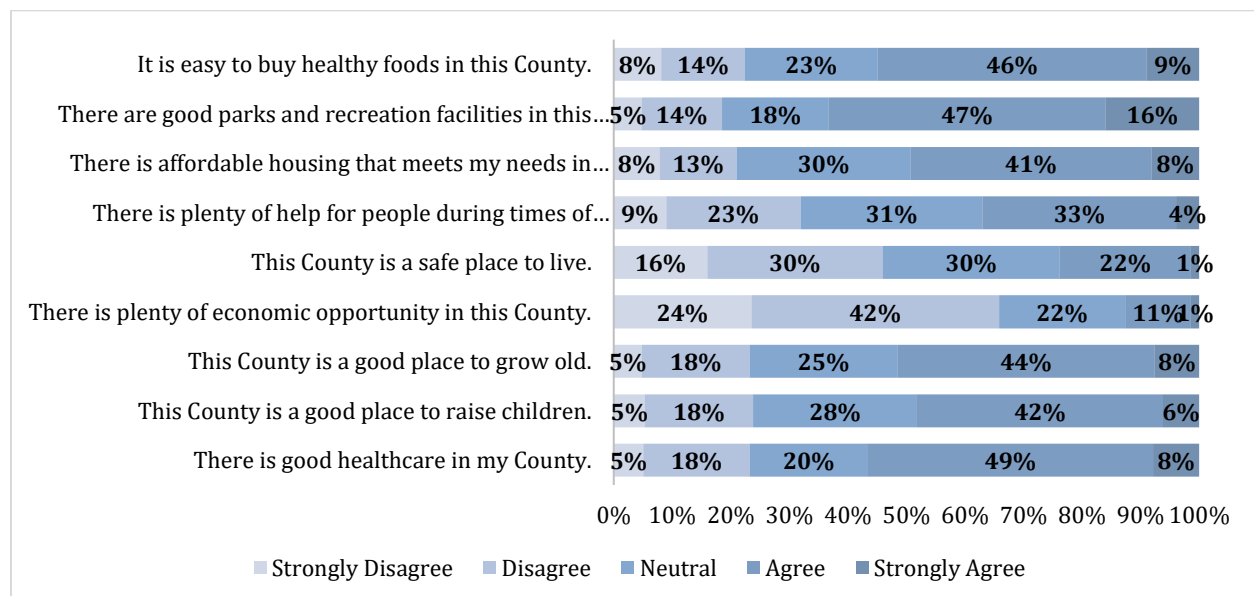 It is easy to buy healthy foods in this County. 8% 14% 23% 46% 9%
There are good parks and recreation facilities in this... 5% 14% 18% 47% 16%
There is affordable housing that meets my needs in... 8% 13% 30% 41% 8%
There is plenty of help for people during times of... 9% 23% 31% 33% 4%
This County is a safe place to live. 16% 30% 30% 22% 1%
There is plenty of economic opportunity in this County. 24% 42% 22% 11% 1%
This County is a good place to grow old. 5% 18% 25% 44% 8%
This County is a good place to raise children. 5% 18% 28% 42% 6%
There is good healthcare in my County. 5% 18% 20% 49% 8%
0% 10% 20% 30% 40% 50% 60% 70% 80% 90% 100%
Strongly Disagree Disagree Neutral Agree Strongly Agree